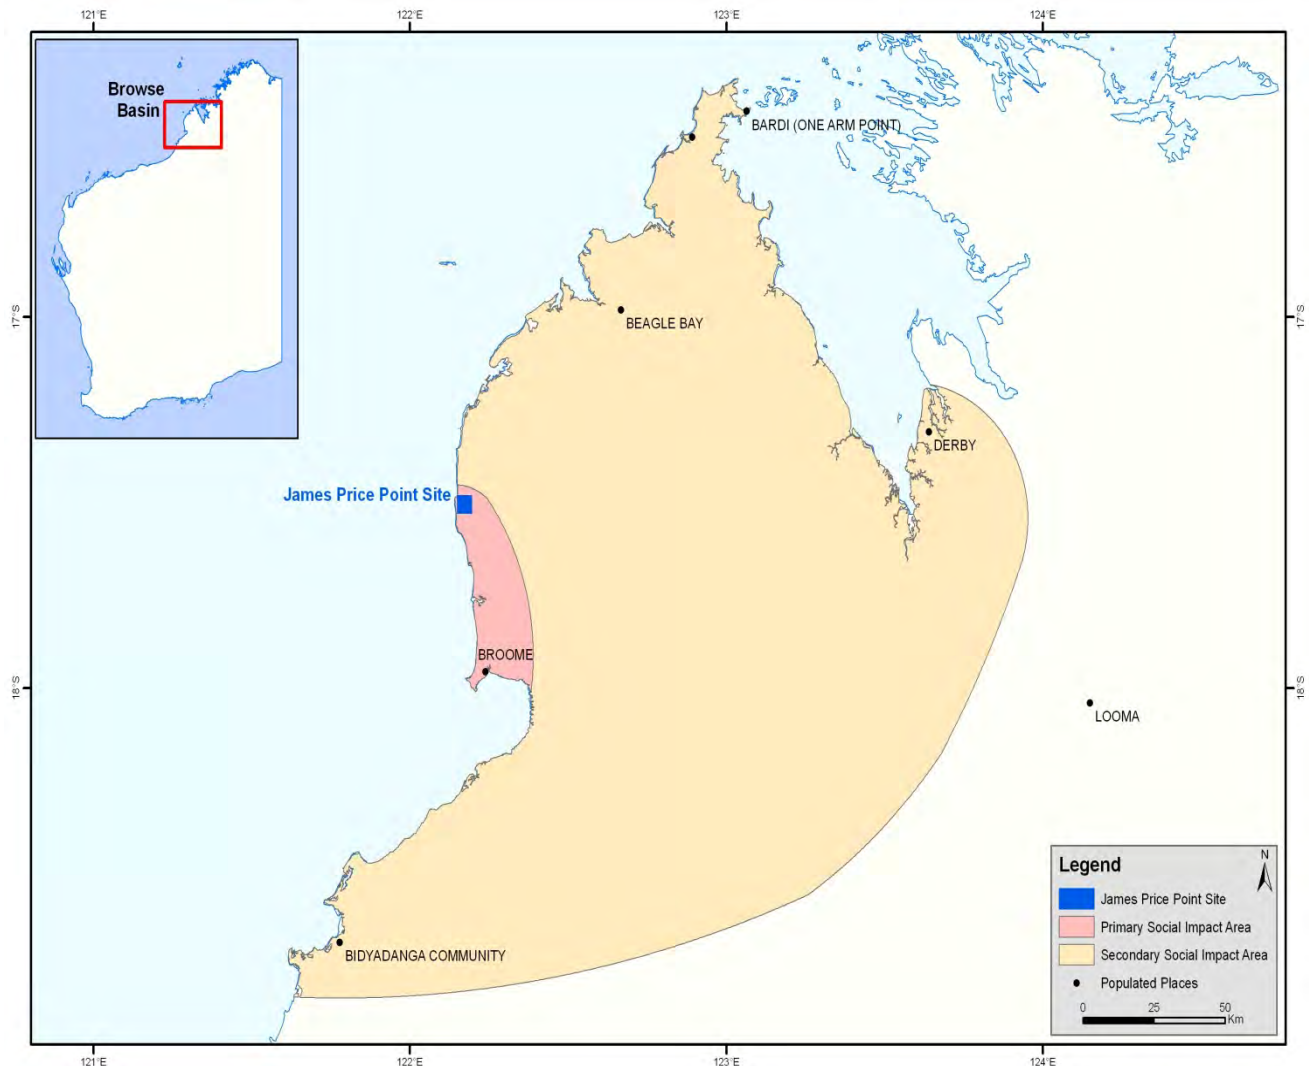 121°E
122°E
123°E
124°E
Browse
Basin
BARDI (ONE ARM POINT)
17°S
17°S
BEAGLE BAY
DERBY
James Price Point Site
BROOME
18°S
18°S
LOOMA
BIDYADANGA COMMUNITY
Legend
N
James Price Point Site
Primary Social Impact Area
Secondary Social Impact Area
Populated Places
0
25
50
Km
121°E
122°E
123°E
124°E